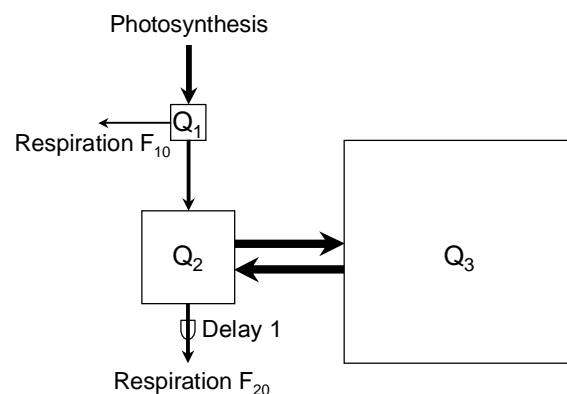 Photosynthesis
Q₁
Respiration F₁₀
Q₂
Q₃
Delay 1
Respiration F₂₀